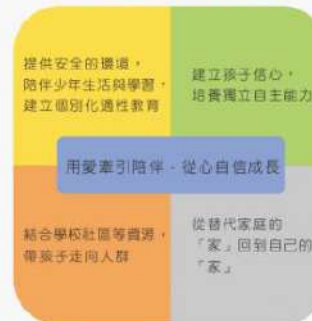 提供安全的環境，
陪伴少年生活與學習，
建立個別化適性教育
建立孩子信心，
培養獨立自主能力
用愛牽引陪伴，從心自信成長
結合學校社區等資源，
帶孩子走向人群
從替代家庭的
「家」回到自己的
「家」